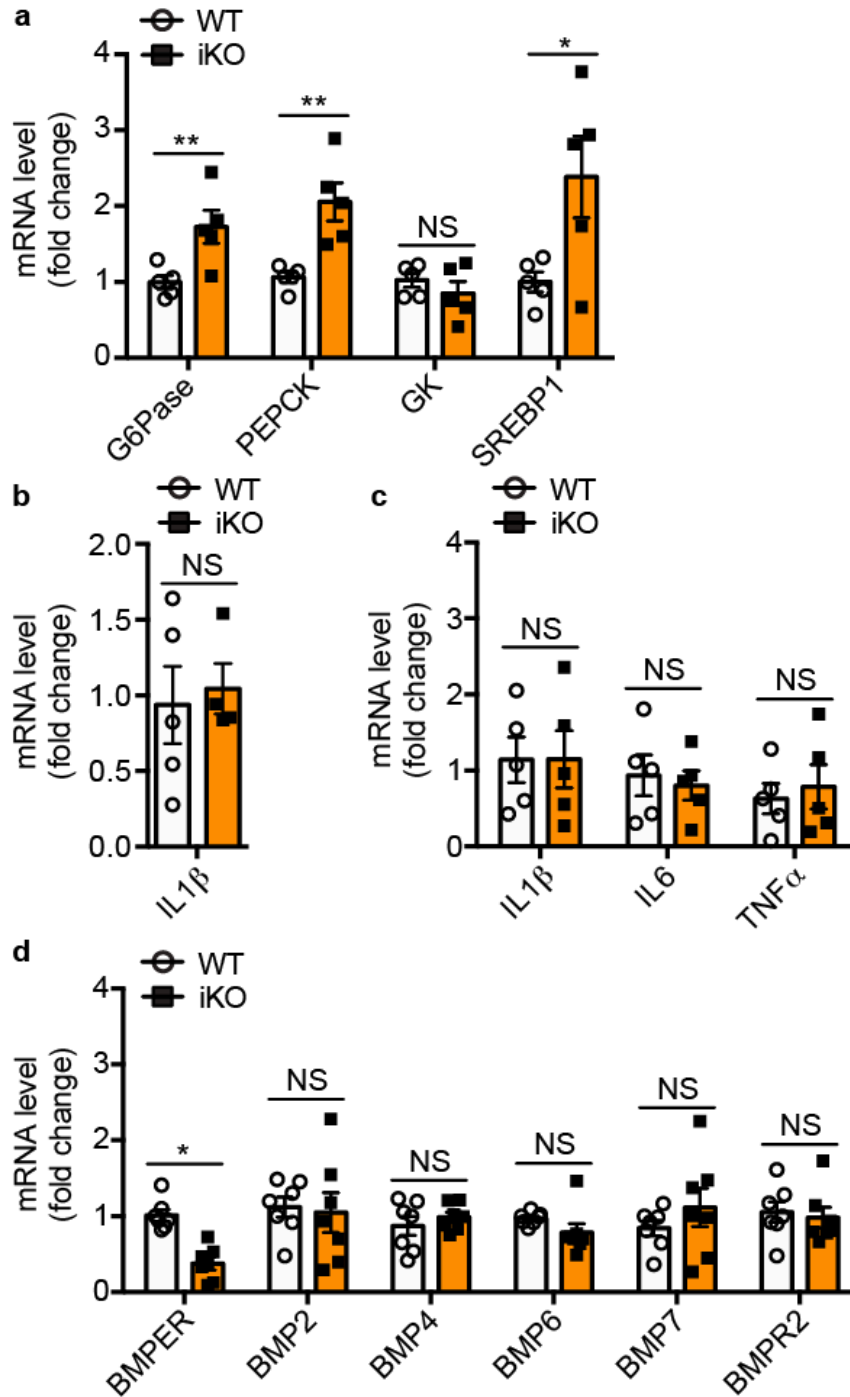 a
WT
iKO
mRNA level
(fold change)
4
3
2
1
0
**
**
NS
*
G6Pase
PEPCK
GK
SREBP1
b
WT
iKO
mRNA level
(fold change)
2.0
1.5
1.0
0.5
0.0
NS
IL1β
c
WT
iKO
mRNA level
(fold change)
4
3
2
1
0
NS
NS
NS
IL1β
IL6
TNFα
d
WT
iKO
mRNA level
(fold change)
4
3
2
1
0
*
NS
NS
NS
NS
NS
BMPER
BMP2
BMP4
BMP6
BMP7
BMPR2